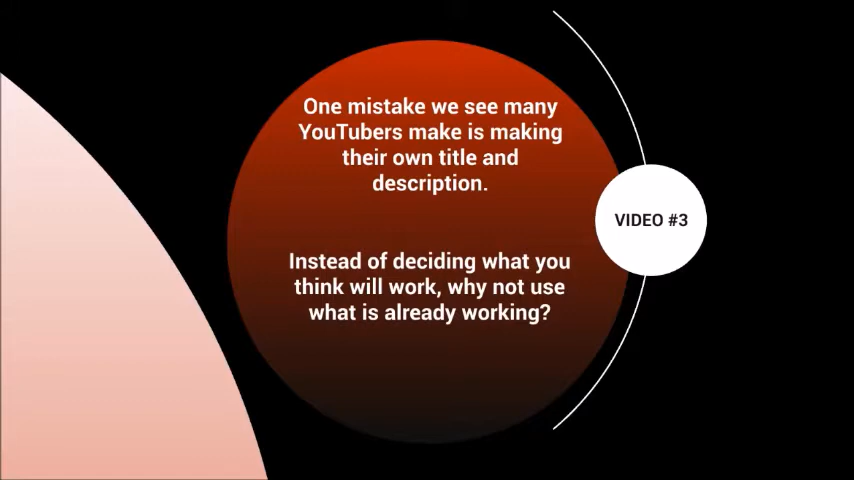 One mistake we see many
YouTubers make is making
their own title and
description.
Instead of deciding what you
think will work, why not use
what is already working?
VIDEO #3